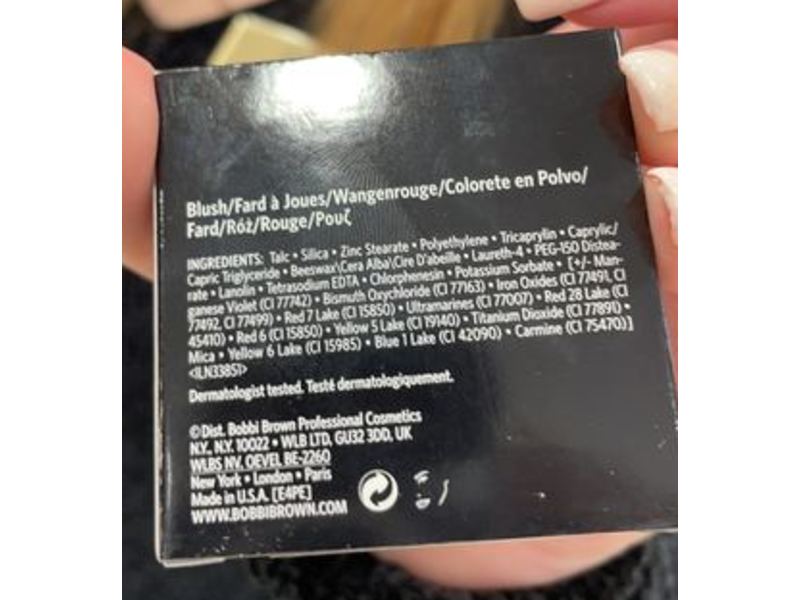 Blush/Fard à Joues/Wangenrouge/Colorete en Polvo/
Fard/Róż/Rouge/Ρουζ
INGREDIENTS: Talc • Silica • Zinc Stearate • Polyethylene • Tricaprylin • Caprylic/
Capric Triglyceride • Beeswax\Cera Alba\Cire D'abeille • Laureth-4 • PEG-150 Distea-
rate • Lanolin • Tetrasodium EDTA • Chlorphenesin • Potassium Sorbate • [+/- Man-
ganese Violet (CI 77742) • Bismuth Oxychloride (CI 77163) • Iron Oxides (CI 77491, CI
77492, CI 77499) • Red 7 Lake (CI 15850) • Ultramarines (CI 77007) • Red 28 Lake (CI
45410) • Red 6 (CI 15850) • Yellow 5 Lake (CI 19140) • Titanium Dioxide (CI 77891) •
Mica • Yellow 6 Lake (CI 15985) • Blue 1 Lake (CI 42090) • Carmine (CI 75470)]
<ILN33851>
Dermatologist tested. Testé dermatologiquement.
©Dist. Bobbi Brown Professional Cosmetics
N.Y., N.Y. 10022 • WLB LTD, GU32 3DD, UK
WLBS NV. OEVEL BE-2260
New York • London • Paris
Made in U.S.A. [E4PE]
WWW.BOBBIBROWN.COM